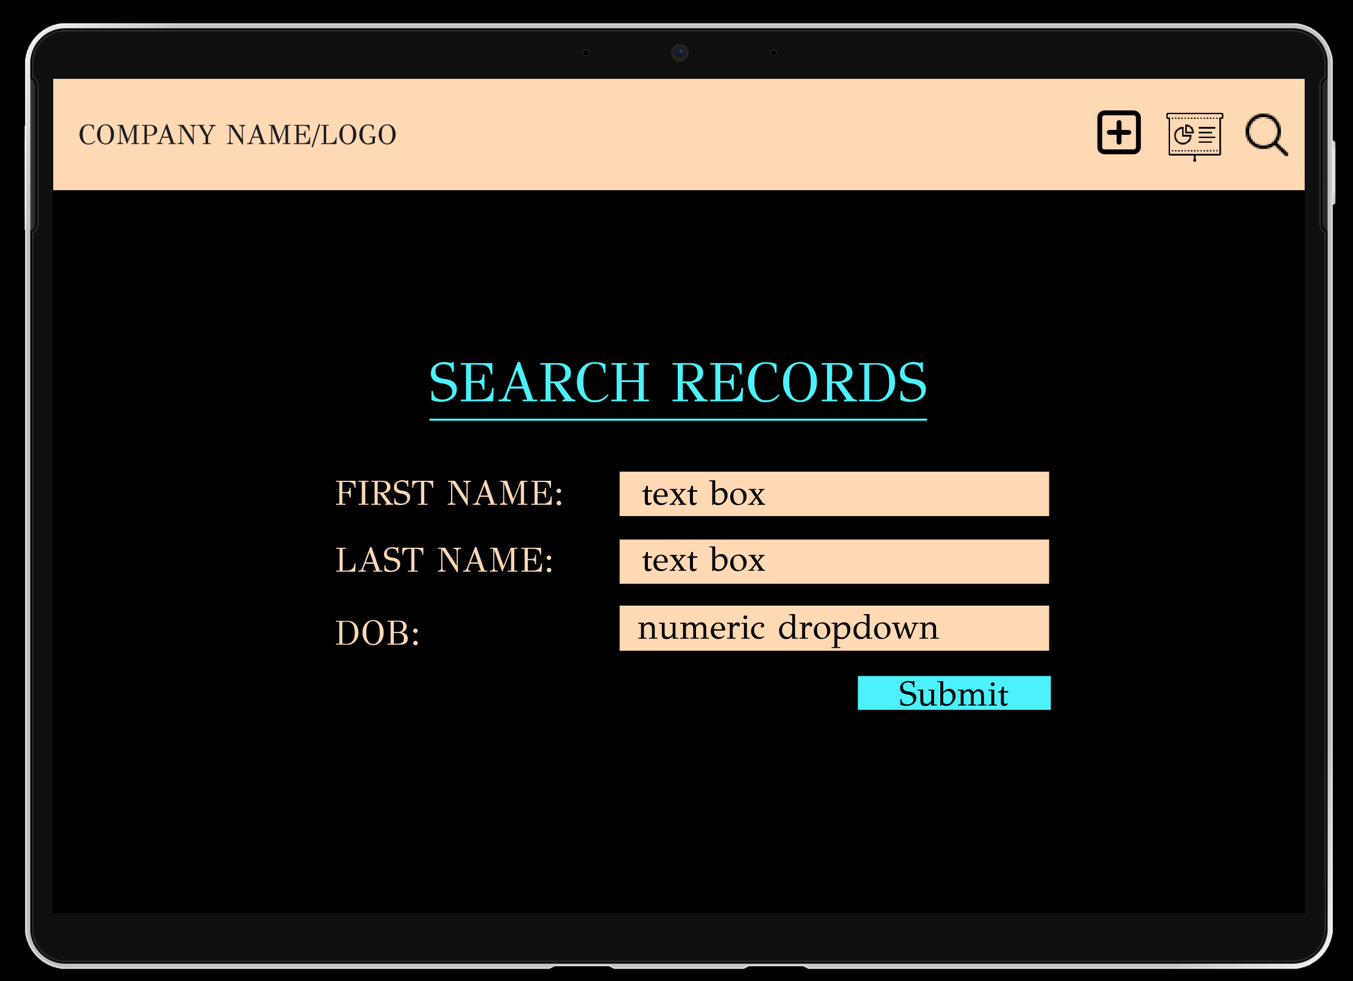 COMPANY NAME/LOGO
SEARCH RECORDS
FIRST NAME: text box
LAST NAME: text box
DOB: numeric dropdown
Submit